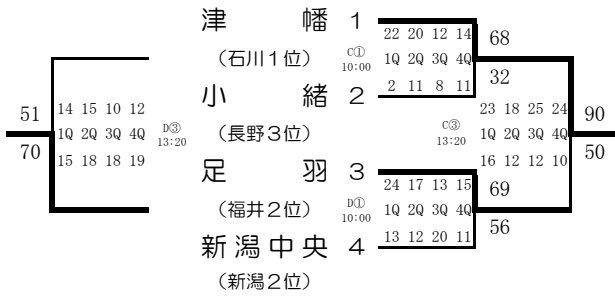 津幡 1
22 20 12 14 68
（石川１位） C① 1Q 2Q 3Q 4Q
10:00
32
2 11 8 11
小緒 2
51 14 15 10 12 23 18 25 24 90
1Q 2Q 3Q 4Q D③ （長野３位） C③ 1Q 2Q 3Q 4Q
13:20 13:20
70 15 18 18 19 16 12 12 10 50
足羽 3
24 17 13 15 69
（福井２位） D① 1Q 2Q 3Q 4Q
10:00
56
13 12 20 11
新潟中央 4
（新潟２位）